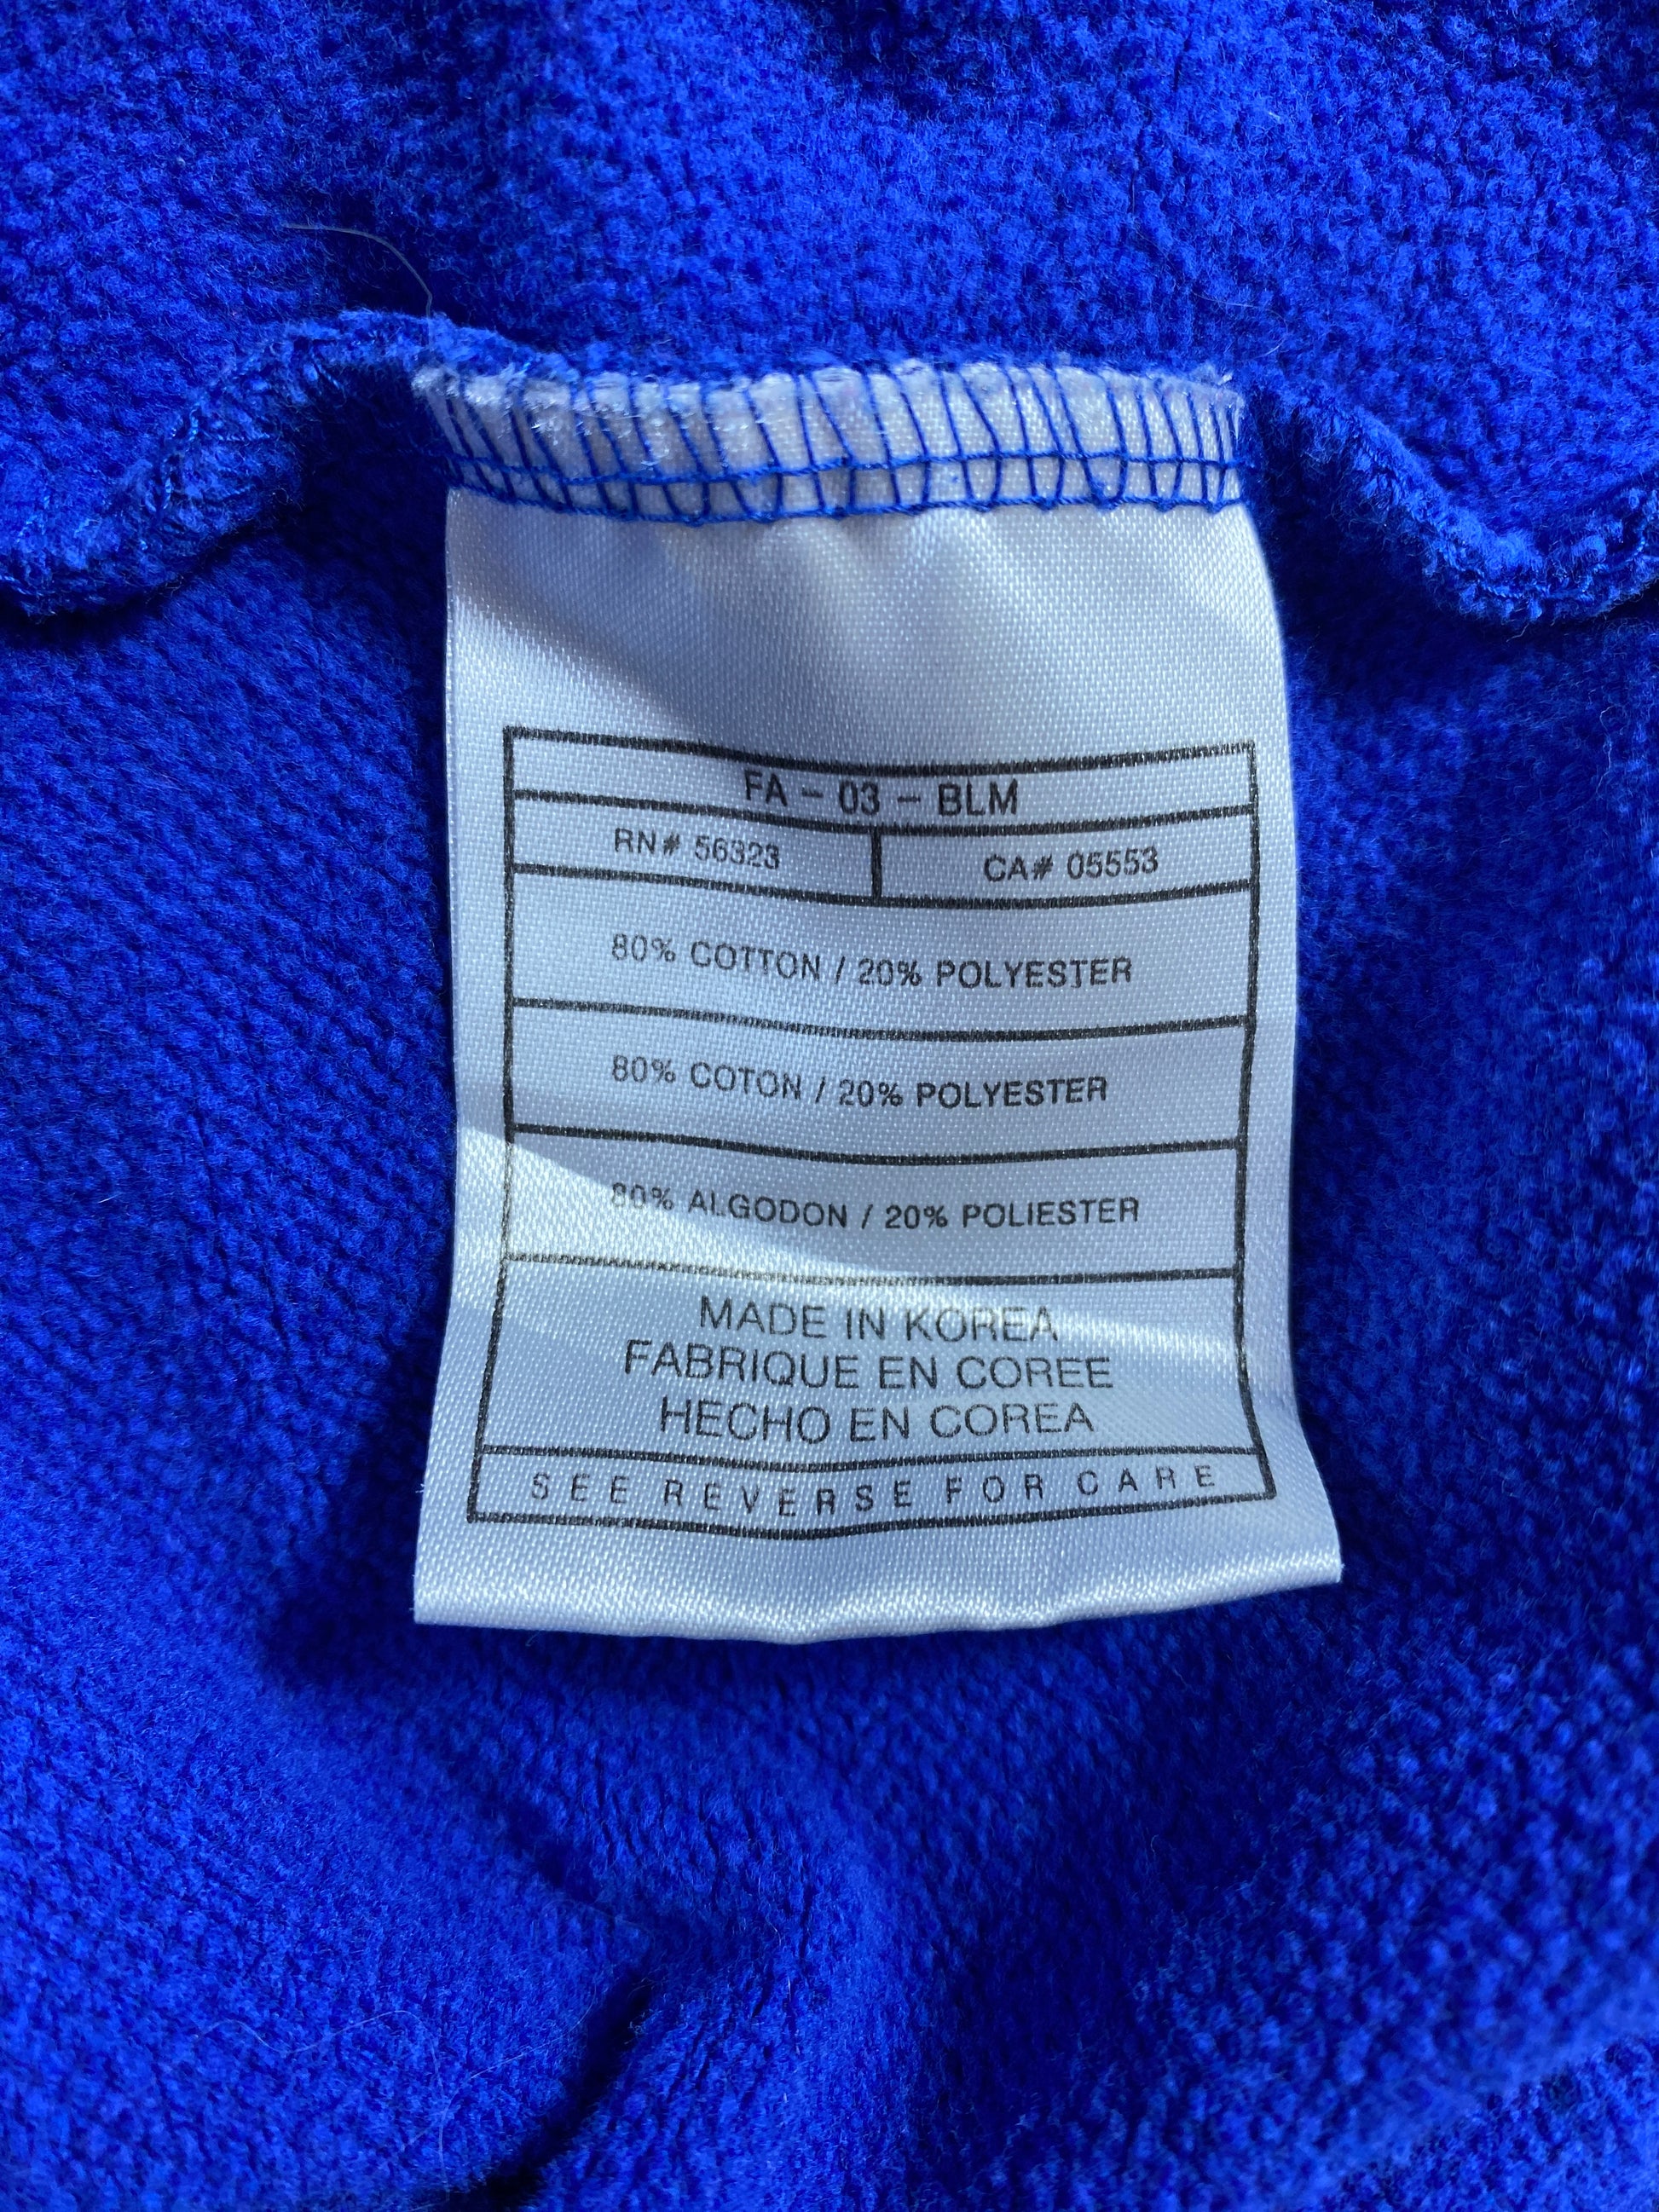 FA - 03 - BLM
RN# 56323
CA# 05553
80% COTTON / 20% POLYESTER
80% COTON / 20% POLYESTER
80% ALGODON / 20% POLIESTER
MADE IN KOREA
FABRIQUE EN COREE
HECHO EN COREA
SEE REVERSE FOR CARE